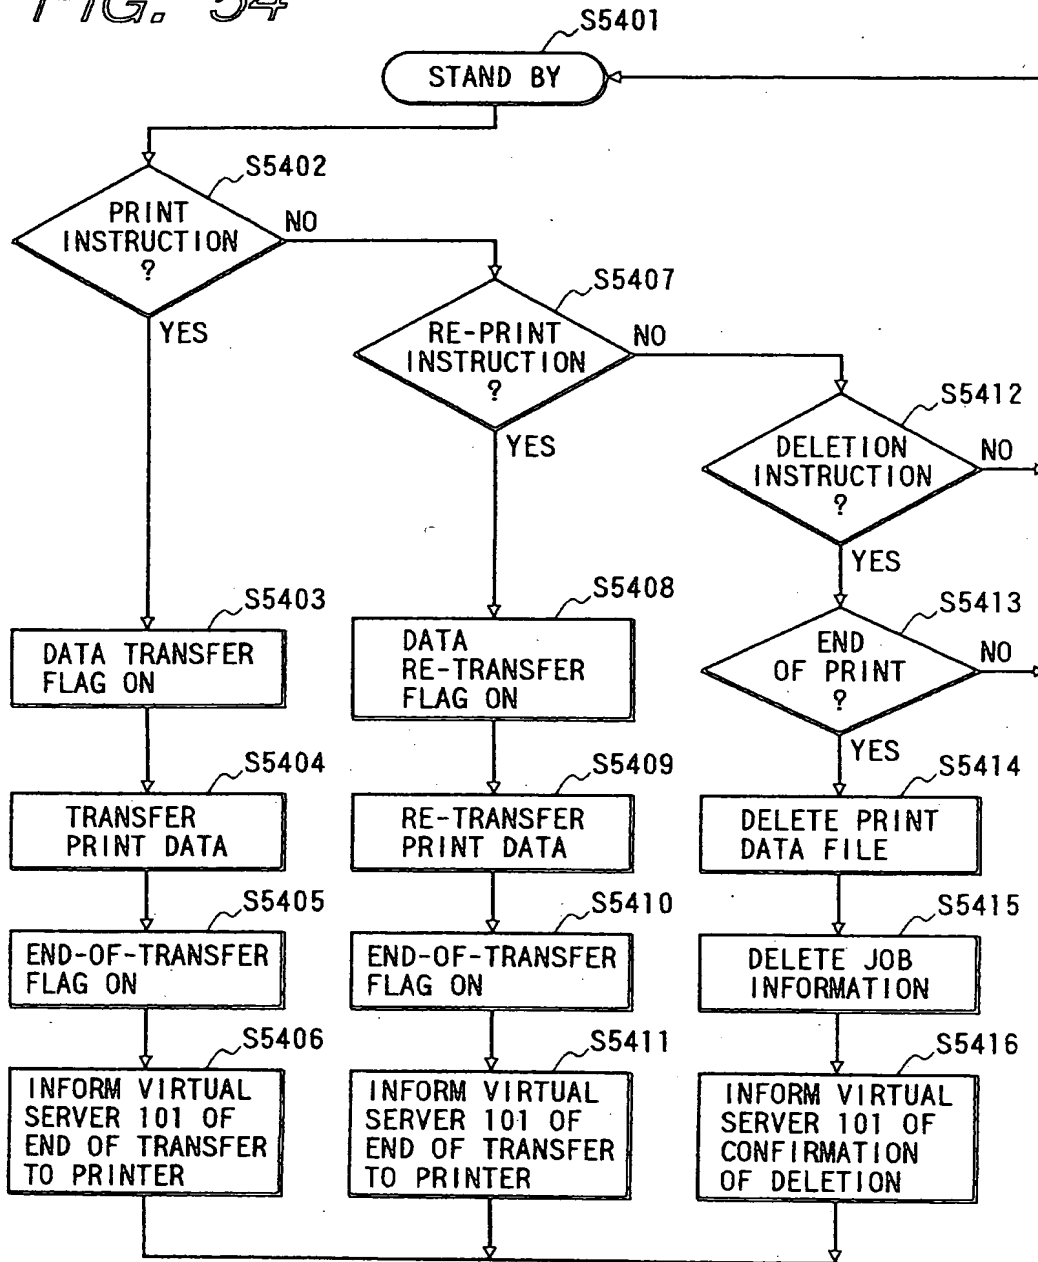 FIG. 54
S5401
STAND BY
S5402
PRINT
INSTRUCTION
?
NO
YES
S5407
RE-PRINT
INSTRUCTION
?
NO
YES
S5412
DELETION
INSTRUCTION
?
NO
YES
S5403
DATA TRANSFER
FLAG ON
S5408
DATA
RE-TRANSFER
FLAG ON
S5413
END
OF PRINT
?
NO
YES
S5404
TRANSFER
PRINT DATA
S5409
RE-TRANSFER
PRINT DATA
S5414
DELETE PRINT
DATA FILE
S5405
END-OF-TRANSFER
FLAG ON
S5410
END-OF-TRANSFER
FLAG ON
S5415
DELETE JOB
INFORMATION
S5406
INFORM VIRTUAL
SERVER 101 OF
END OF TRANSFER
TO PRINTER
S5411
INFORM VIRTUAL
SERVER 101 OF
END OF TRANSFER
TO PRINTER
S5416
INFORM VIRTUAL
SERVER 101 OF
CONFIRMATION
OF DELETION